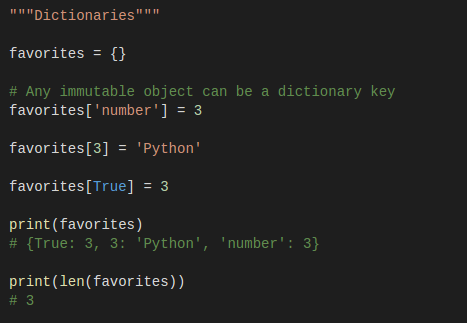 """Dictionaries"""
favorites = {}
# Any immutable object can be a dictionary key
favorites['number'] = 3
favorites[3] = 'Python'
favorites[True] = 3
print(favorites)
# {True: 3, 3: 'Python', 'number': 3}
print(len(favorites))
# 3